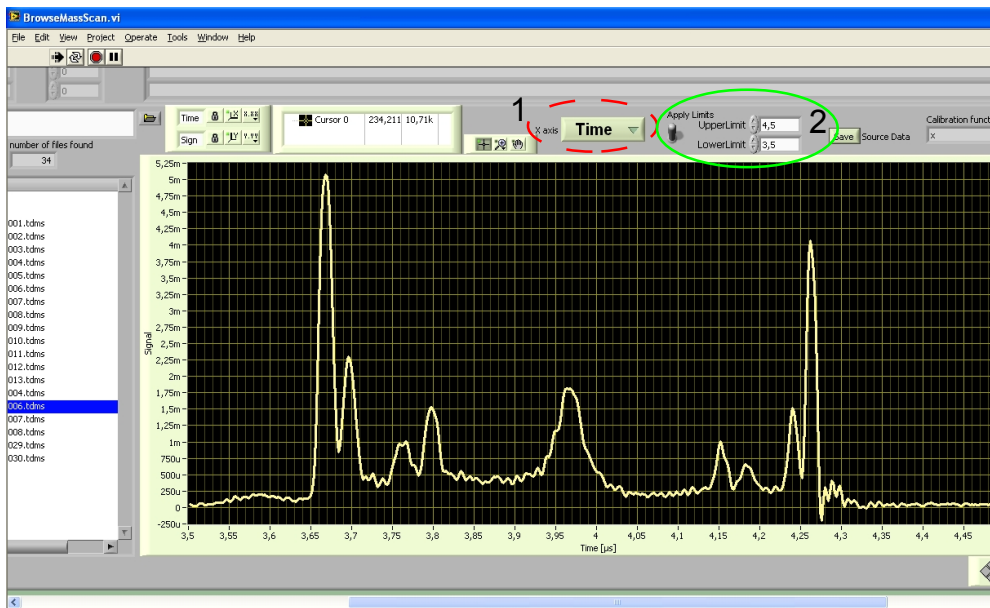 BrowseMassScan.vi
File Edit View Project Operate Tools Window Help
0
0
number of files found
34
Time
Sign
Cursor 0 234,211 10,71k
1
X axis
Time
Apply Limits
UpperLimit 4,5
LowerLimit 3,5
2
Save Source Data
Calibration funct
X
001.tdms
002.tdms
003.tdms
004.tdms
005.tdms
006.tdms
007.tdms
008.tdms
009.tdms
010.tdms
011.tdms
012.tdms
013.tdms
004.tdms
006.tdms
007.tdms
008.tdms
029.tdms
030.tdms
Signal
5,25m
5m
4,75m
4,5m
4,25m
4m
3,75m
3,5m
3,25m
3m
2,75m
2,5m
2,25m
2m
1,75m
1,5m
1,25m
1m
750u
500u
250u
0
-250u
3,5 3,55 3,6 3,65 3,7 3,75 3,8 3,85 3,9 3,95 4 4,05 4,1 4,15 4,2 4,25 4,3 4,35 4,4 4,45
Time [µs]